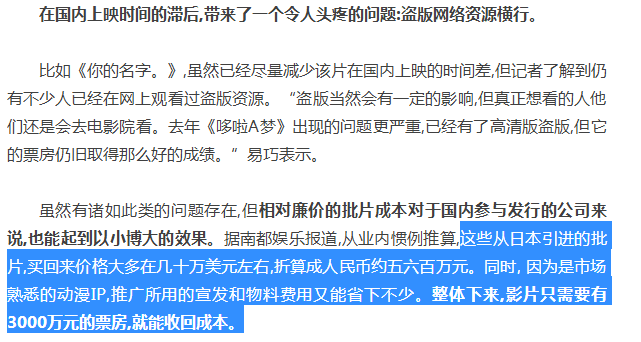 在国内上映时间的滞后,带来了一个令人头疼的问题:盗版网络资源横行。
比如《你的名字。》,虽然已经尽量减少该片在国内上映的时间差,但记者了解到仍
有不少人已经在网上观看过盗版资源。“盗版当然会有一定的影响,但真正想看的人他
们还是会去电影院看。去年《哆啦A梦》出现的问题更严重,已经有了高清版盗版,但它
的票房仍旧取得那么好的成绩。”易巧表示。
虽然有诸如此类的问题存在,但相对廉价的批片成本对于国内参与发行的公司来
说,也能起到以小博大的效果。据南都娱乐报道,从业内惯例推算,这些从日本引进的批
片,买回来价格大多在几十万美元左右,折算成人民币约五六百万元。同时, 因为是市场
熟悉的动漫IP,推广所用的宣发和物料费用又能省下不少。整体下来,影片只需要有
3000万元的票房,就能收回成本。